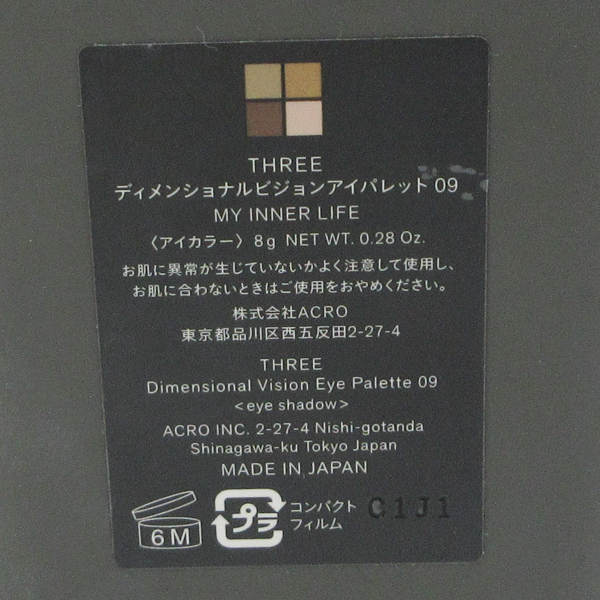 THREE
ディメンショナルビジョンアイパレット 09
MY INNER LIFE
〈アイカラー〉 8g NET WT. 0.28 Oz.
お肌に異常が生じていないかよく注意して使用し、
お肌に合わないときはご使用をおやめください。
株式会社ACRO
東京都品川区西五反田2-27-4
THREE
Dimensional Vision Eye Palette 09
<eye shadow>
ACRO INC. 2-27-4 Nishi-gotanda
Shinagawa-ku Tokyo Japan
MADE IN JAPAN
6M
プラ
コンパクト
フィルム
C1J1